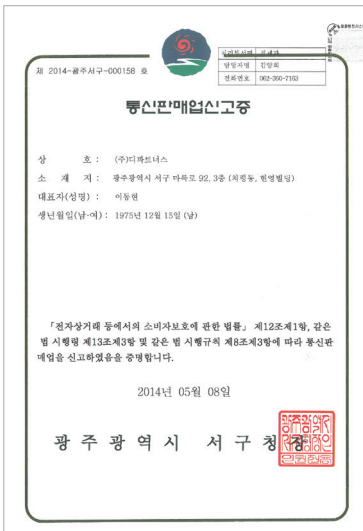 제 2014-광주서구-000158 호
담당자명 김향희
전화번호 062-360-7163
통신판매업신고증
상 호 : (주)디파트너스
소 재 지 : 광주광역시 서구 마륵로 92, 3층 (치평동, 현영빌딩)
대표자(성명) : 이동현
생년월일(남·여) : 1975년 12월 15일 (남)
「전자상거래 등에서의 소비자보호에 관한 법률」 제12조제1항, 같은
법 시행령 제13조제3항 및 같은 법 시행규칙 제8조제3항에 따라 통신판
매업을 신고하였음을 증명합니다.
2014년 05월 08일
광 주 광 역 시 서 구 청 장